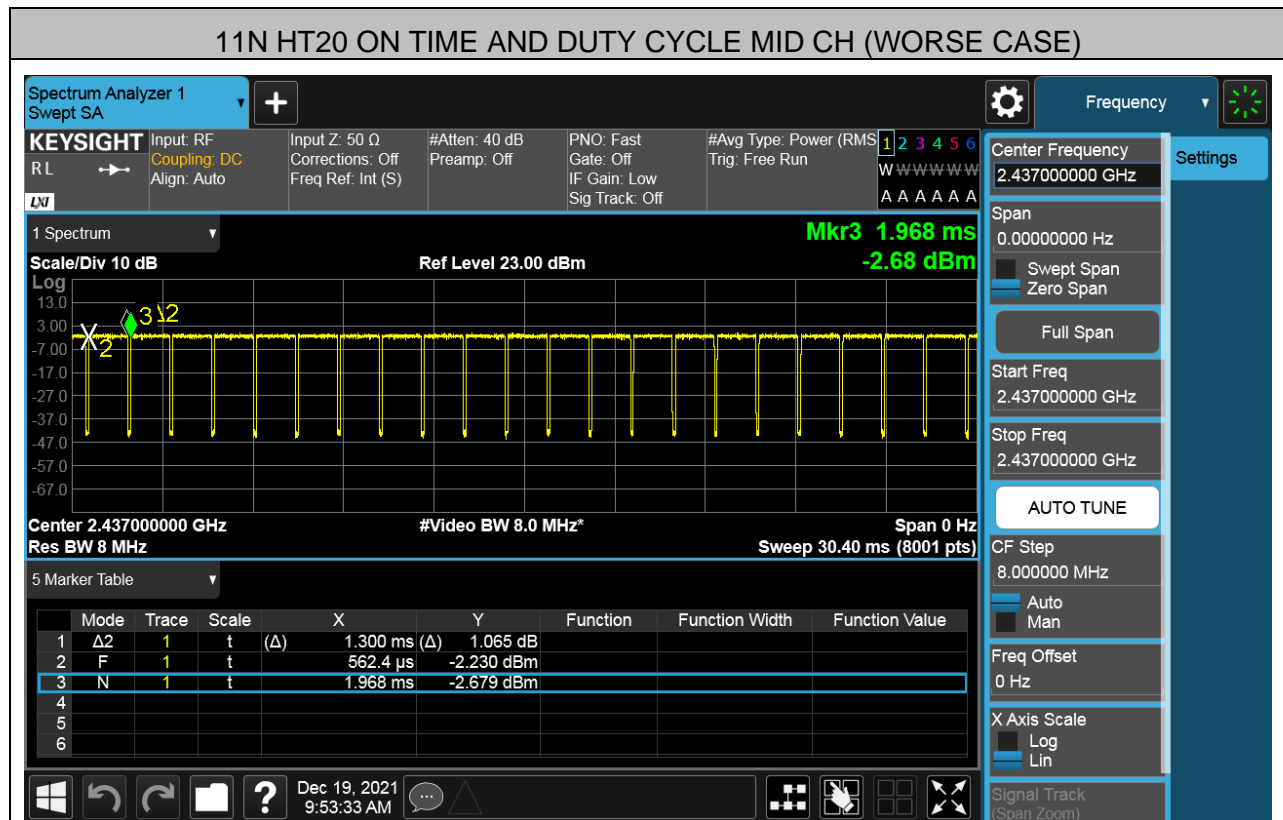 11N HT20 ON TIME AND DUTY CYCLE MID CH (WORSE CASE)
Spectrum Analyzer 1
Swept SA
▼
+
Frequency
▼
KEYSIGHT
RL
LXI
Input: RF
Coupling: DC
Align: Auto
Input Z: 50 Ω
Corrections: Off
Freq Ref: Int (S)
#Atten: 40 dB
Preamp: Off
PNO: Fast
Gate: Off
IF Gain: Low
Sig Track: Off
#Avg Type: Power (RMS
Trig: Free Run
1 2 3 4 5 6
W W W W W W
A A A A A A
1 Spectrum ▼
Scale/Div 10 dB
Ref Level 23.00 dBm
Mkr3 1.968 ms
-2.68 dBm
Log
13.0
3.00
-7.00
-17.0
-27.0
-37.0
-47.0
-57.0
-67.0
X 2
3 1Δ2
Center 2.437000000 GHz
#Video BW 8.0 MHz*
Span 0 Hz
Res BW 8 MHz
Sweep 30.40 ms (8001 pts)
5 Marker Table ▼
Mode Trace Scale X Y Function Function Width Function Value
1 Δ2 1 t (Δ) 1.300 ms (Δ) 1.065 dB
2 F 1 t 562.4 µs -2.230 dBm
3 N 1 t 1.968 ms -2.679 dBm
4
5
6
?
Dec 19, 2021
9:53:33 AM
Center Frequency
2.437000000 GHz
Span
0.00000000 Hz
Swept Span
Zero Span
Full Span
Start Freq
2.437000000 GHz
Stop Freq
2.437000000 GHz
AUTO TUNE
CF Step
8.000000 MHz
Auto
Man
Freq Offset
0 Hz
X Axis Scale
Log
Lin
Signal Track
(Span Zoom)
Settings